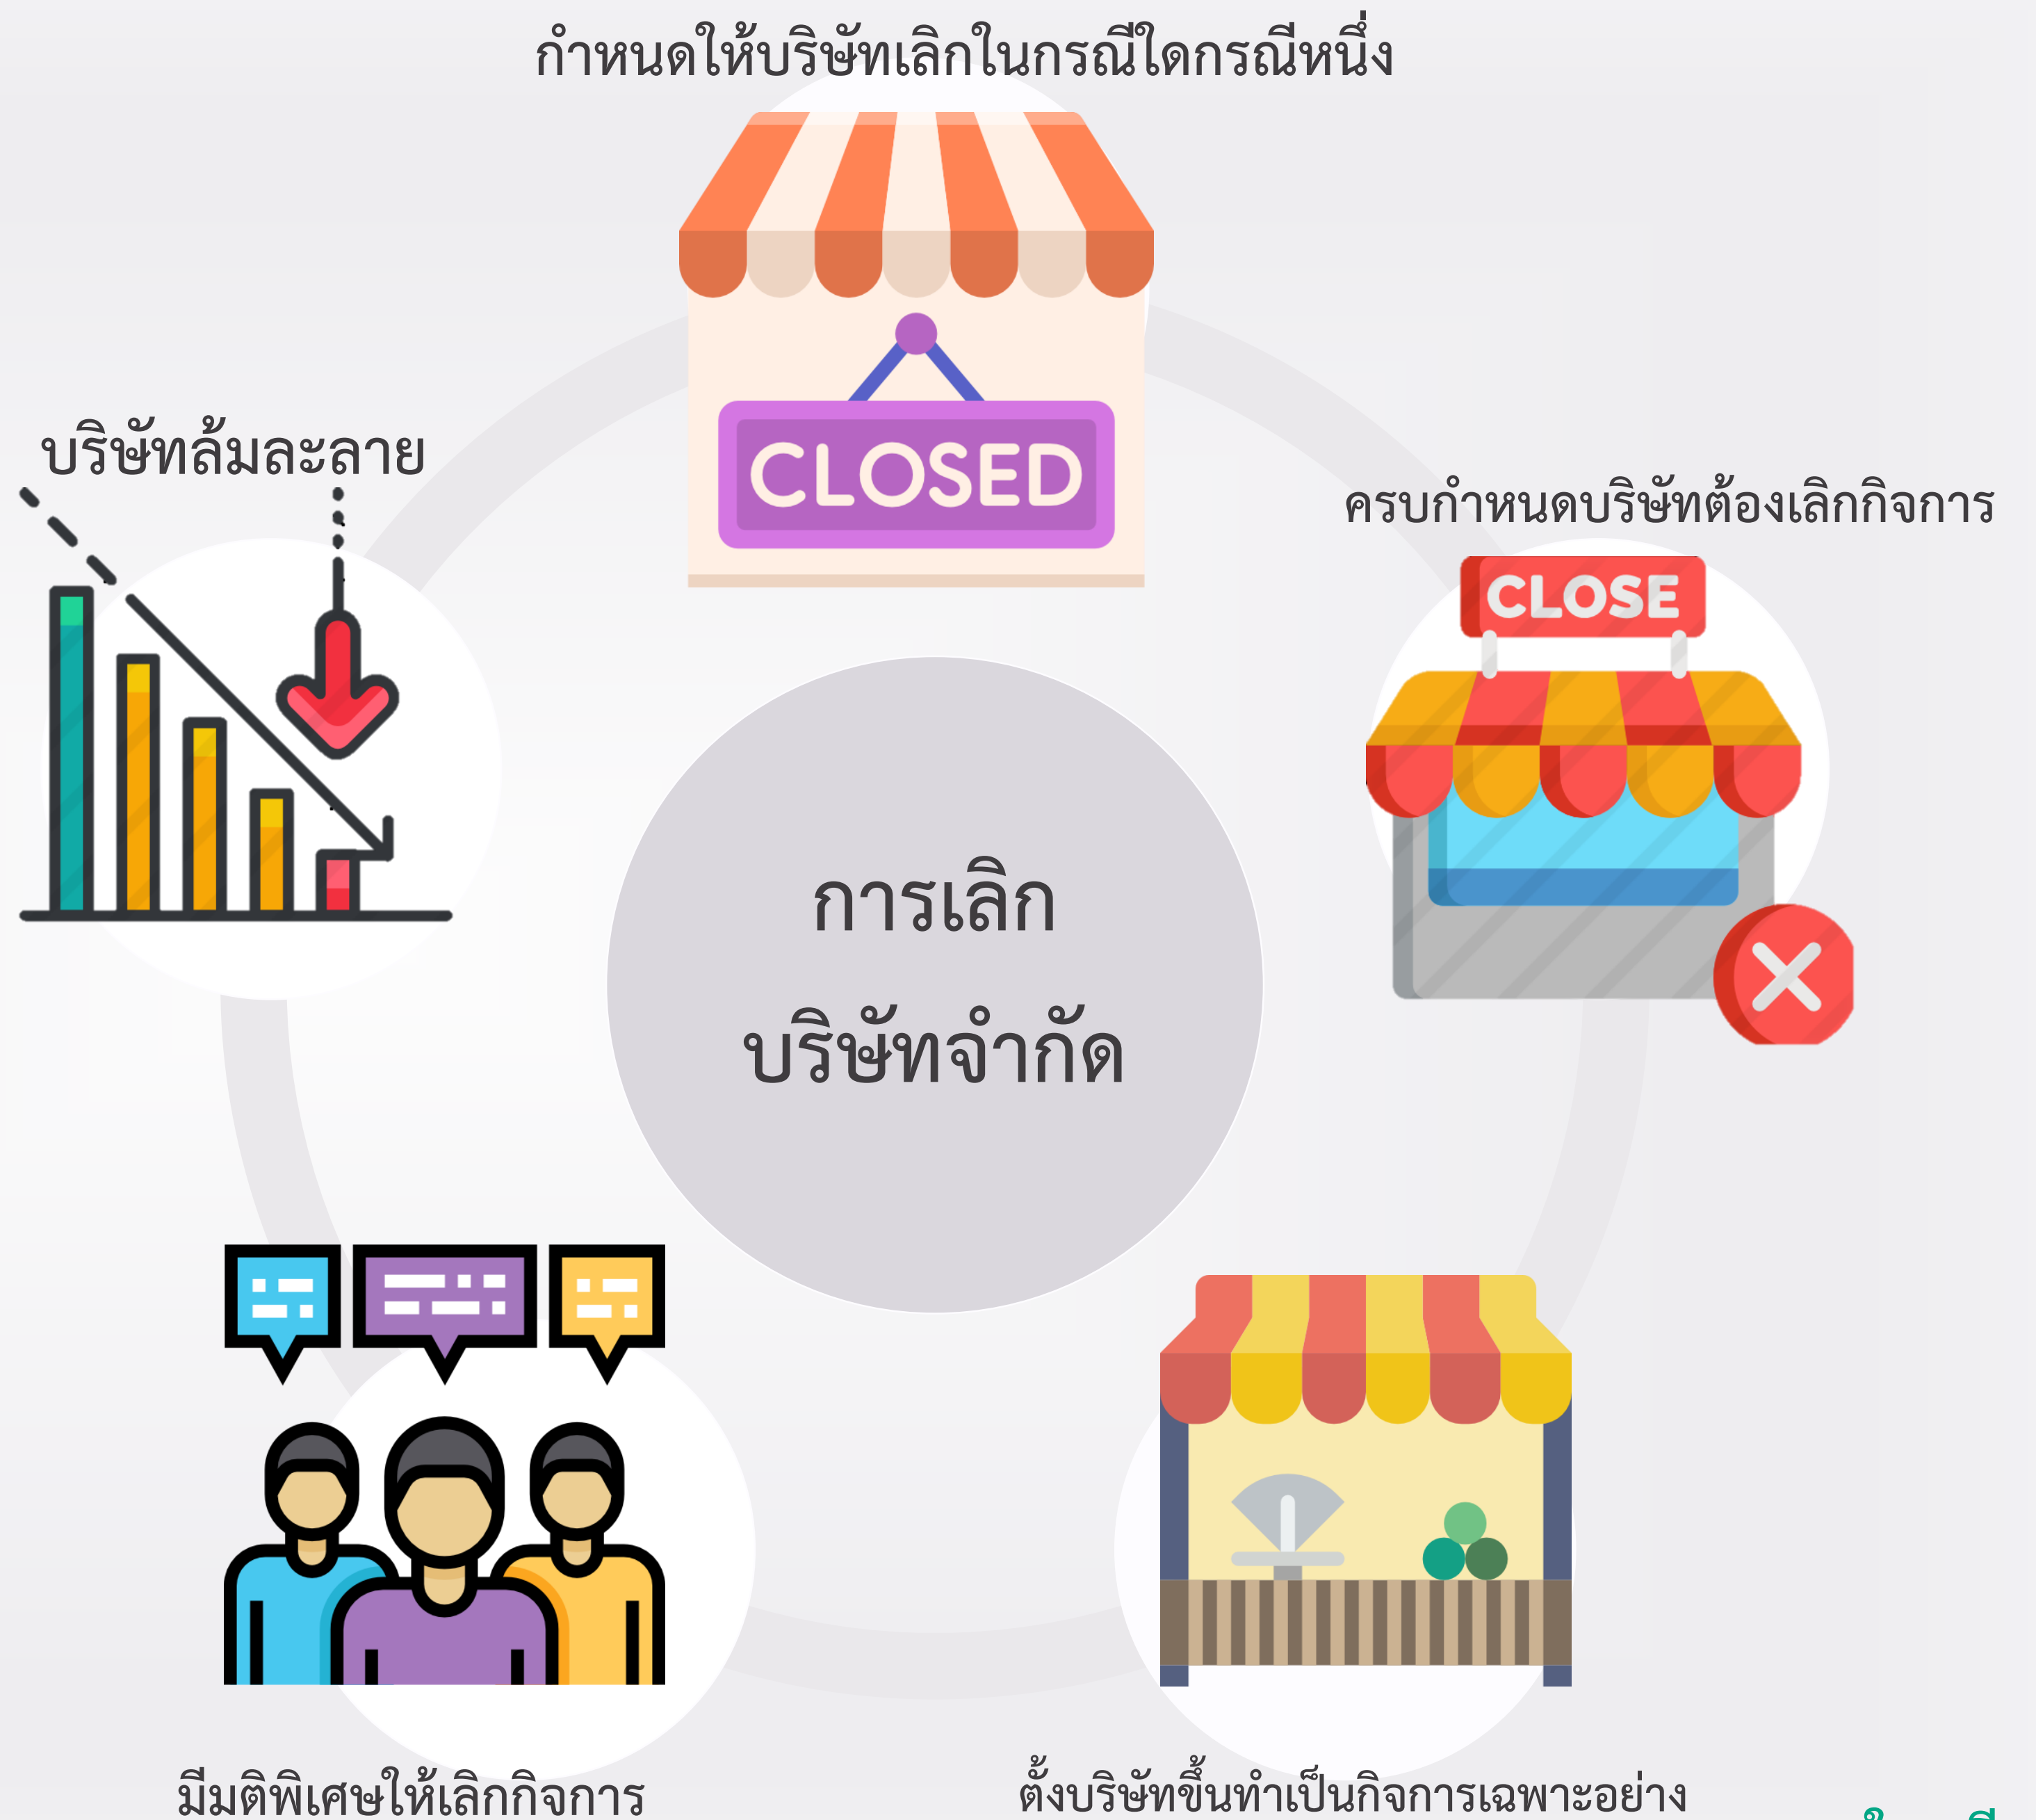 กำหนดให้บริษัทเลิกในกรณีใดกรณีหนึ่ง
CLOSED
บริษัทล้มละลาย
ครบกำหนดบริษัทต้องเลิกกิจการ
CLOSE
การเลิก
บริษัทจำกัด
มีมติพิเศษให้เลิกกิจการ
ตั้งบริษัทขึ้นทำเป็นกิจการเฉพาะอย่าง